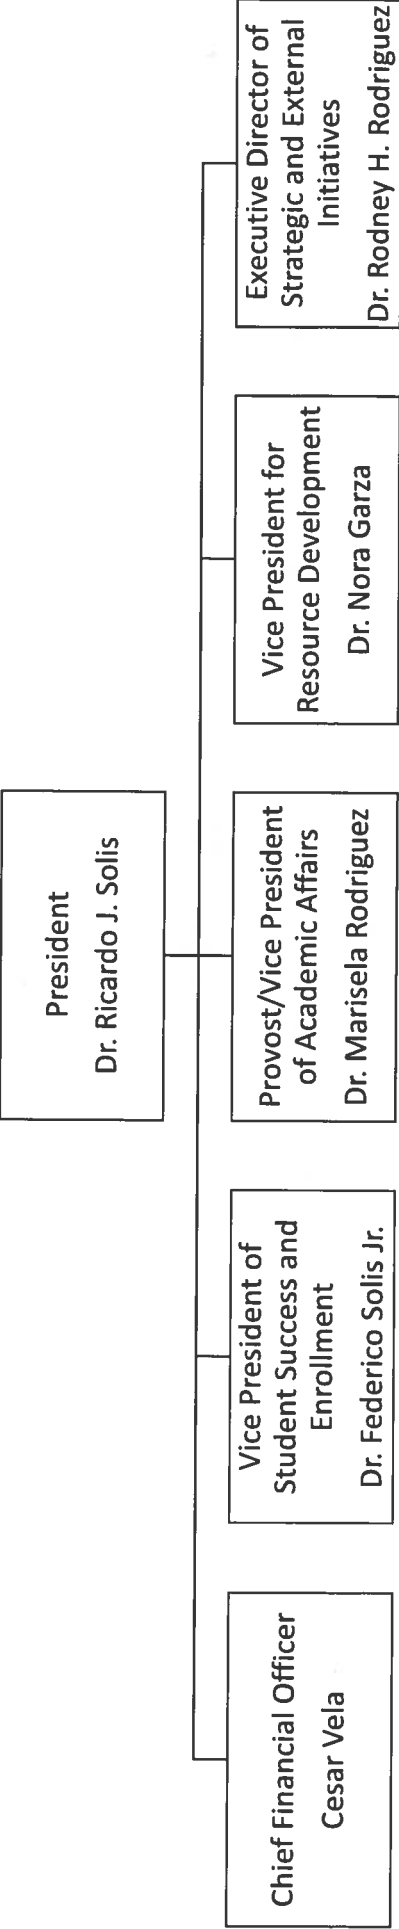 President
Dr. Ricardo J. Solis
Chief Financial Officer
Cesar Vela
Vice President of
Student Success and
Enrollment
Dr. Federico Solis Jr.
Provost/Vice President
of Academic Affairs
Dr. Marisela Rodriguez
Vice President for
Resource Development
Dr. Nora Garza
Executive Director of
Strategic and External
Initiatives
Dr. Rodney H. Rodriguez